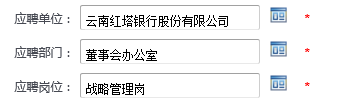 应聘单位： 云南红塔银行股份有限公司 *
应聘部门： 董事会办公室 *
应聘岗位： 战略管理岗 *